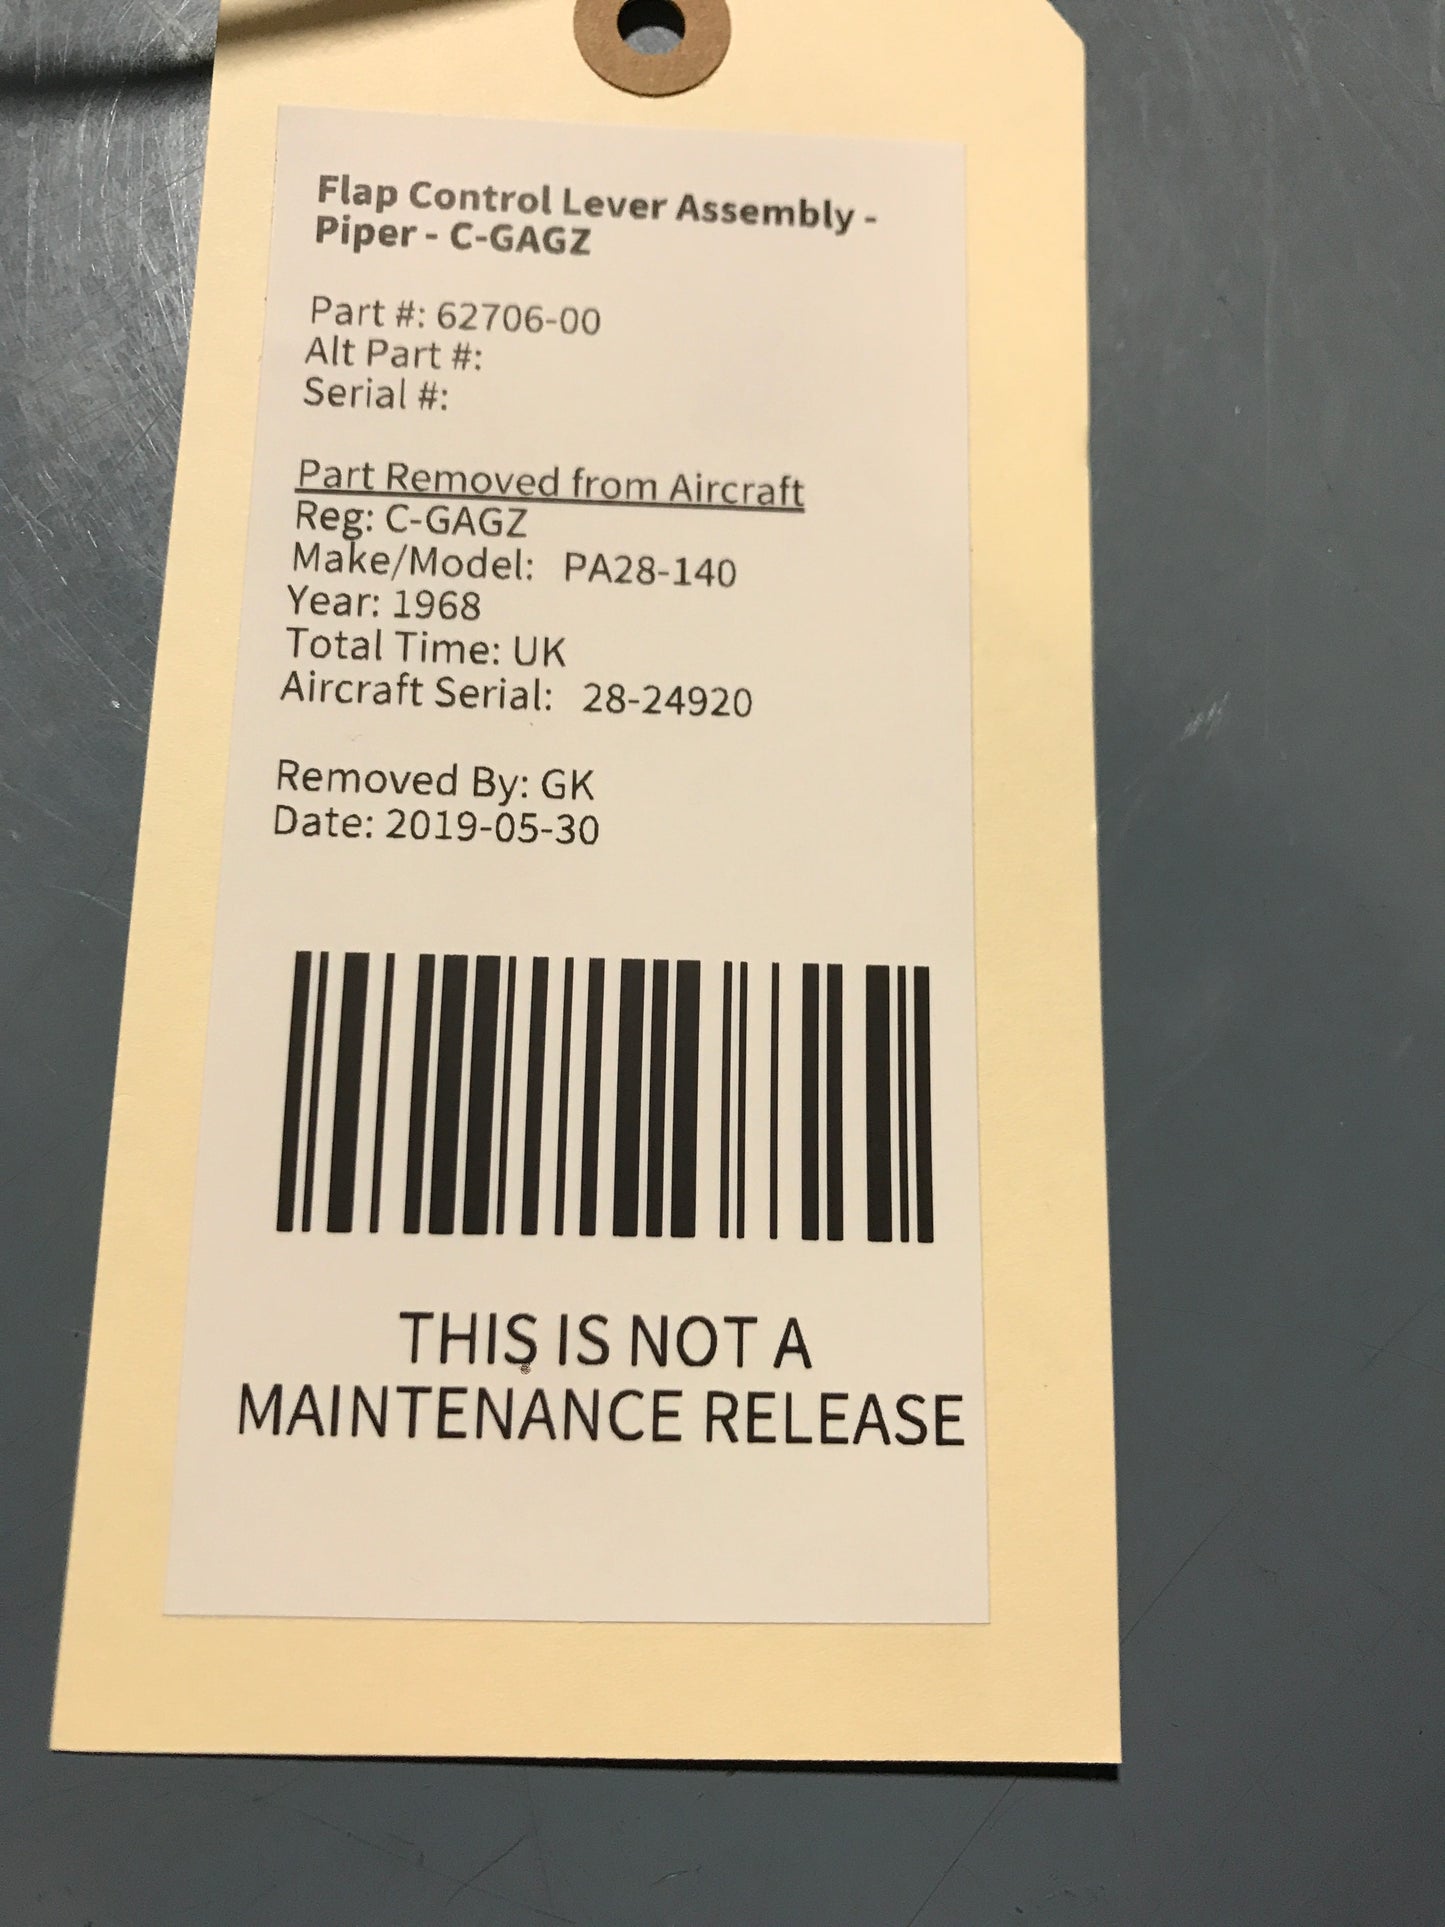 Flap Control Lever Assembly -
Piper - C-GAGZ
Part #: 62706-00
Alt Part #:
Serial #:
Part Removed from Aircraft
Reg: C-GAGZ
Make/Model: PA28-140
Year: 1968
Total Time: UK
Aircraft Serial: 28-24920
Removed By: GK
Date: 2019-05-30
THIS IS NOT A
MAINTENANCE RELEASE